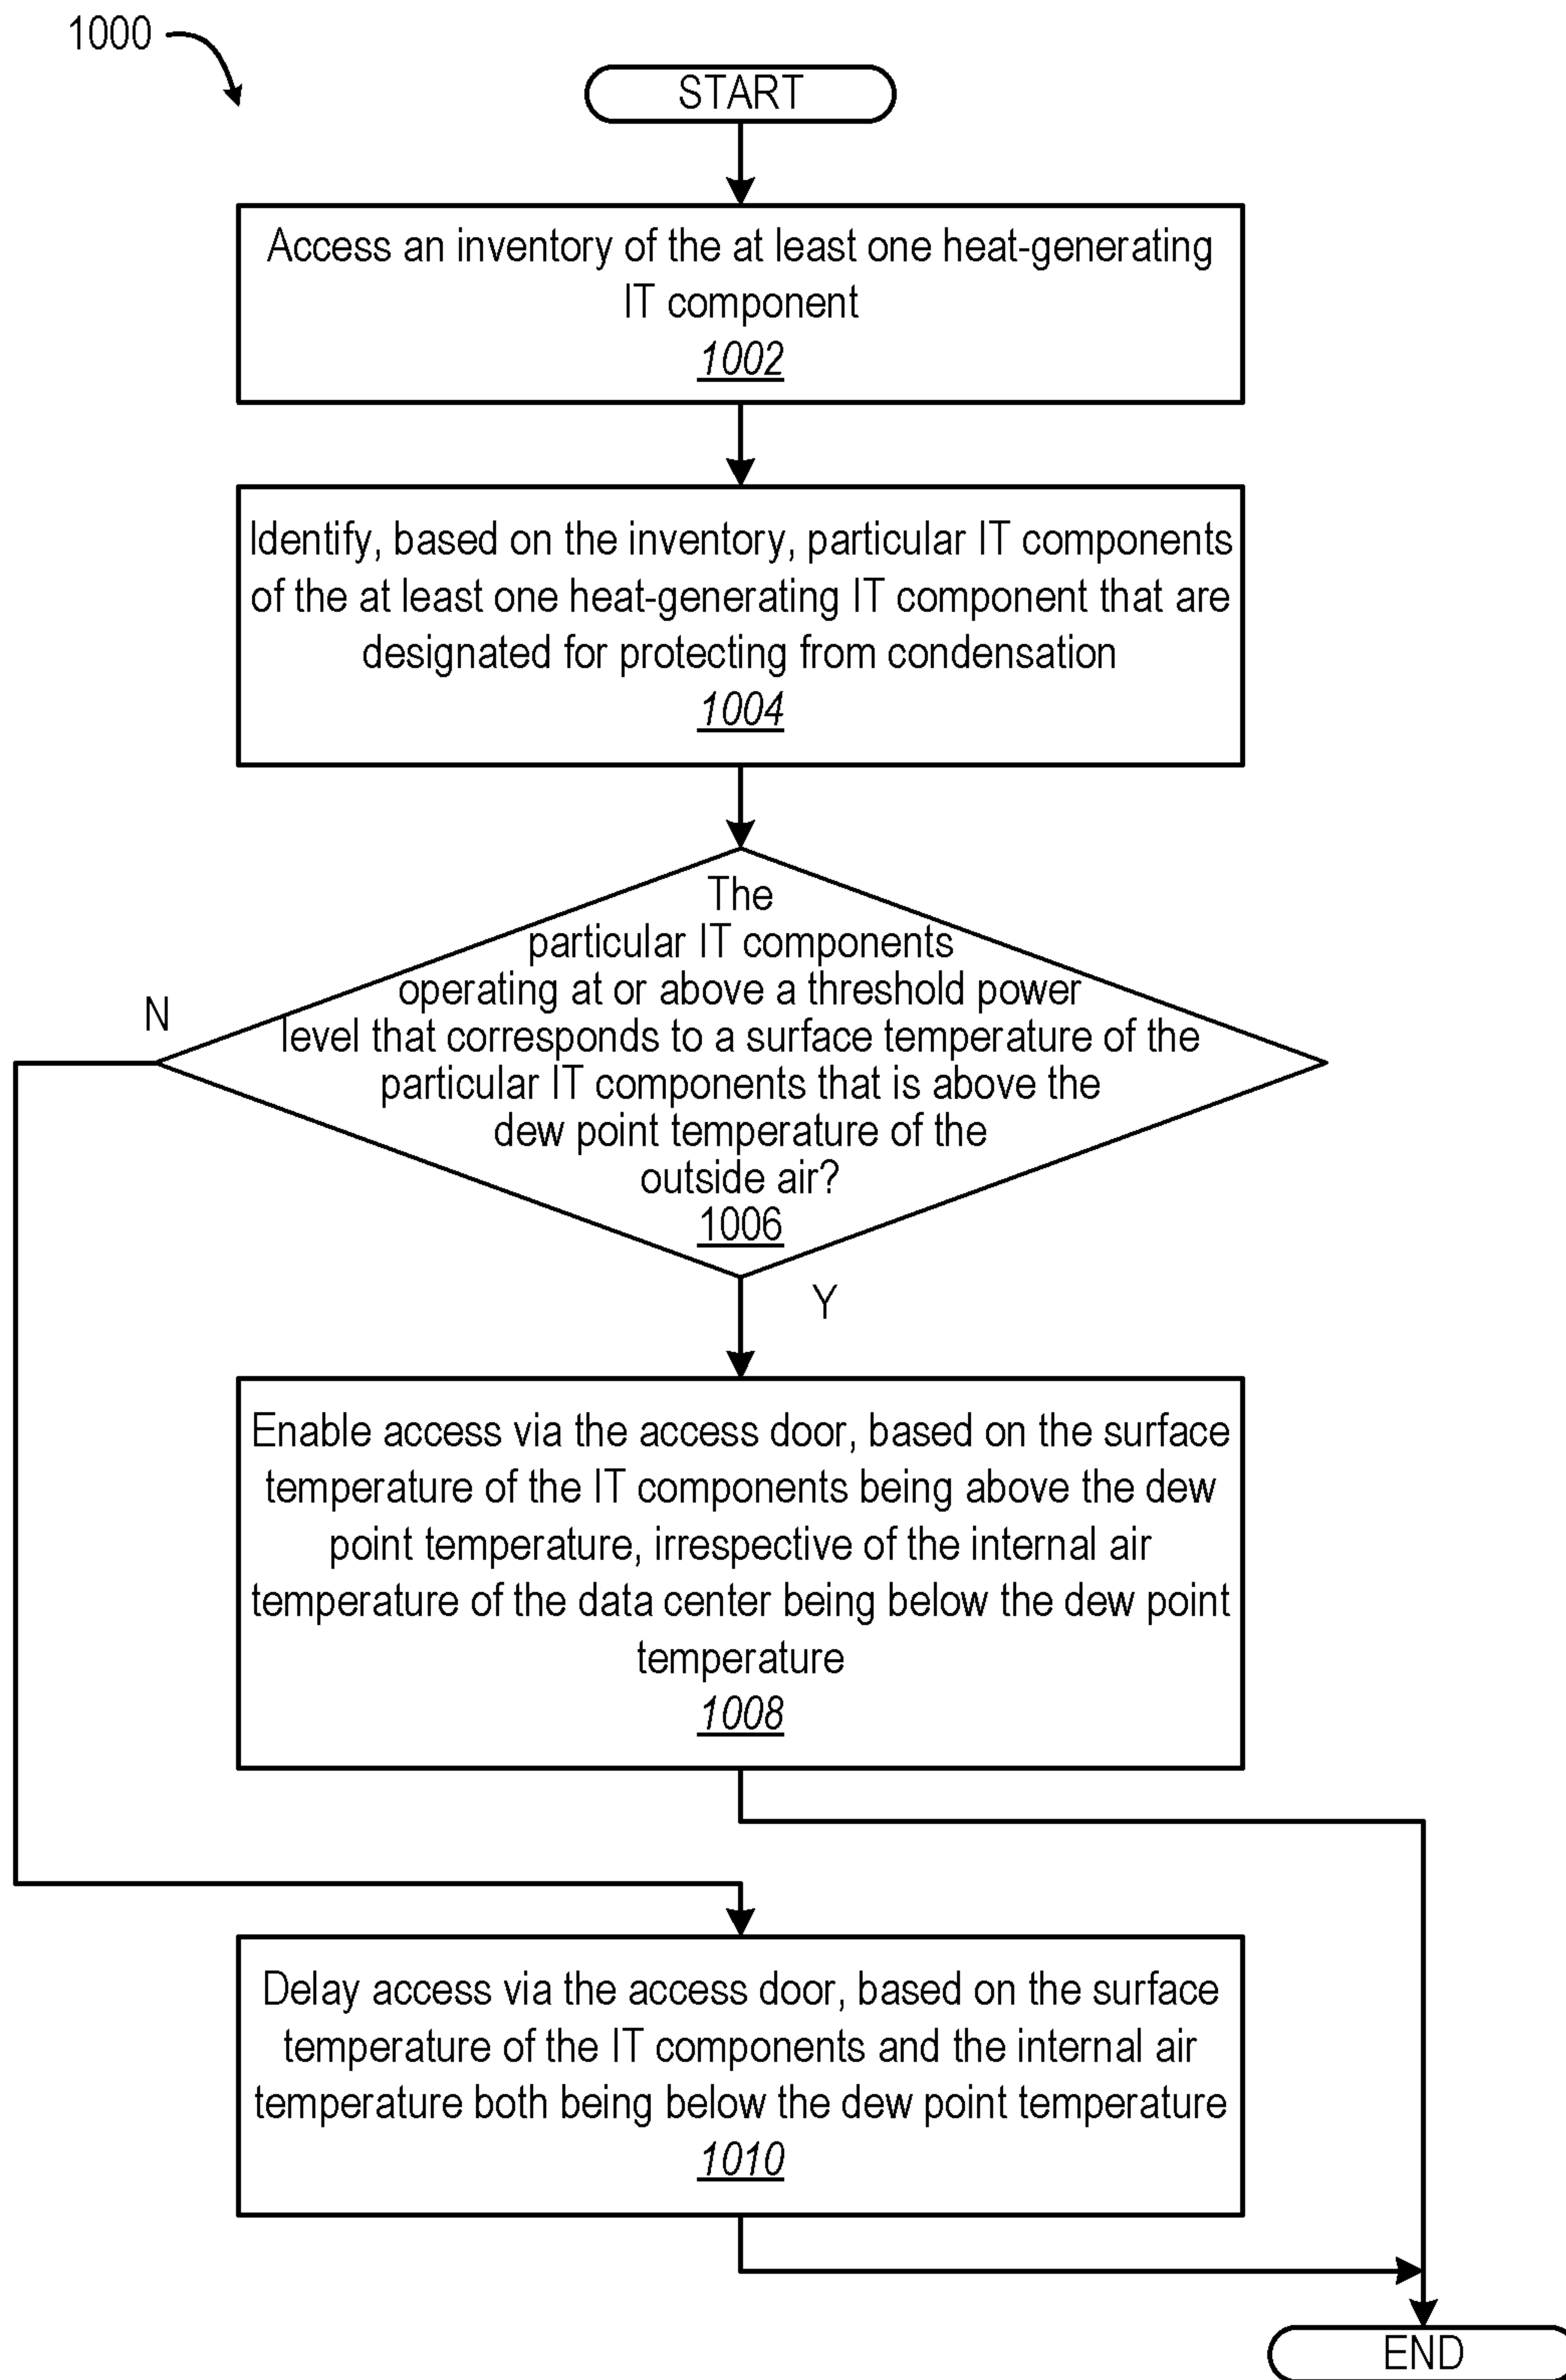 1000
START
Access an inventory of the at least one heat-generating
IT component
1002
Identify, based on the inventory, particular IT components
of the at least one heat-generating IT component that are
designated for protecting from condensation
1004
The
particular IT components
operating at or above a threshold power
level that corresponds to a surface temperature of the
particular IT components that is above the
dew point temperature of the
outside air?
1006
N
Y
Enable access via the access door, based on the surface
temperature of the IT components being above the dew
point temperature, irrespective of the internal air
temperature of the data center being below the dew point
temperature
1008
Delay access via the access door, based on the surface
temperature of the IT components and the internal air
temperature both being below the dew point temperature
1010
END